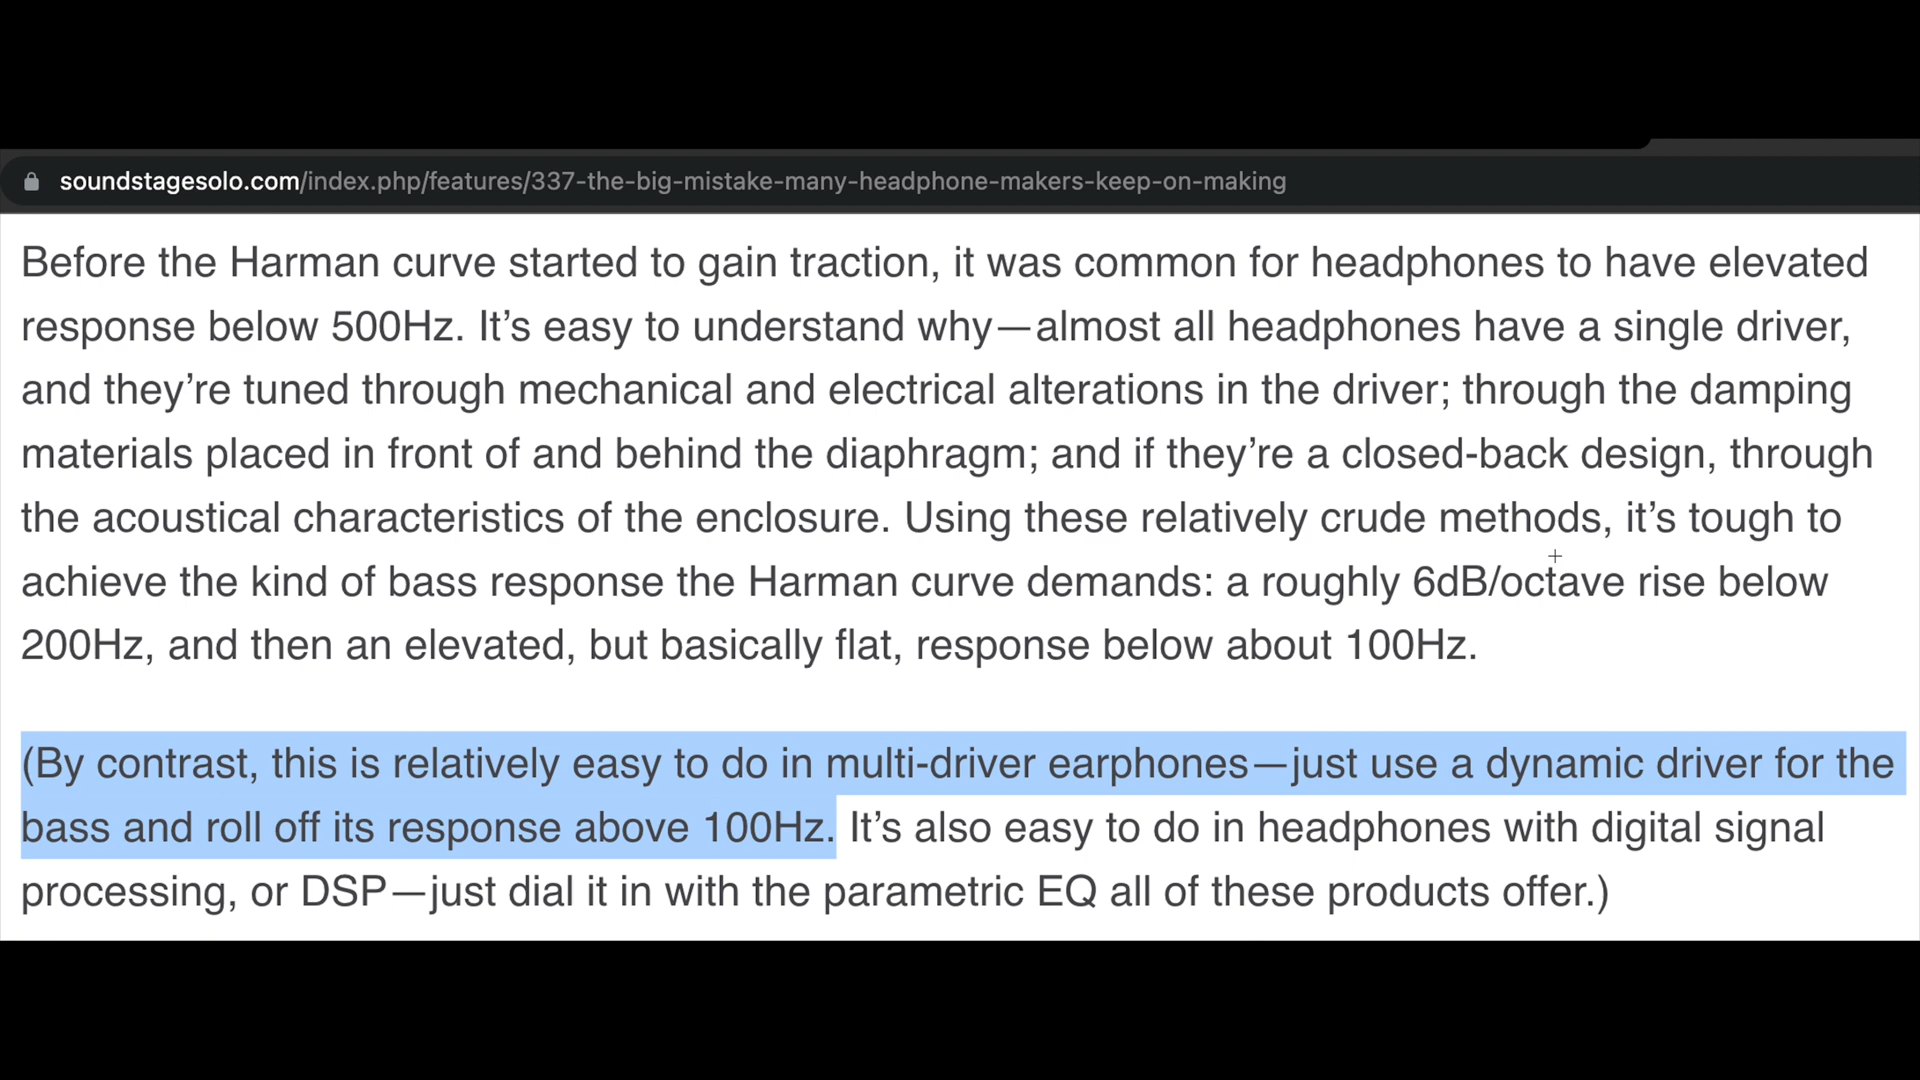 soundstagesolo.com/index.php/features/337-the-big-mistake-many-headphone-makers-keep-on-making
Before the Harman curve started to gain traction, it was common for headphones to have elevated
response below 500Hz. It’s easy to understand why—almost all headphones have a single driver,
and they’re tuned through mechanical and electrical alterations in the driver; through the damping
materials placed in front of and behind the diaphragm; and if they’re a closed-back design, through
the acoustical characteristics of the enclosure. Using these relatively crude methods, it’s tough to
achieve the kind of bass response the Harman curve demands: a roughly 6dB/octave rise below
200Hz, and then an elevated, but basically flat, response below about 100Hz.
(By contrast, this is relatively easy to do in multi-driver earphones—just use a dynamic driver for the
bass and roll off its response above 100Hz. It’s also easy to do in headphones with digital signal
processing, or DSP—just dial it in with the parametric EQ all of these products offer.)